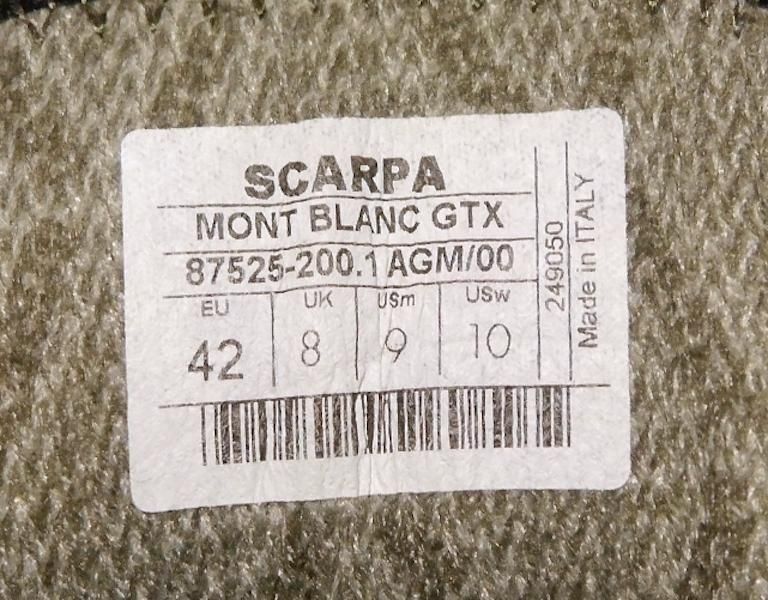 SCARPA
MONT BLANC GTX
87525-200.1 AGM/00
EU UK USm USw
42 8 9 10
249050
Made in ITALY